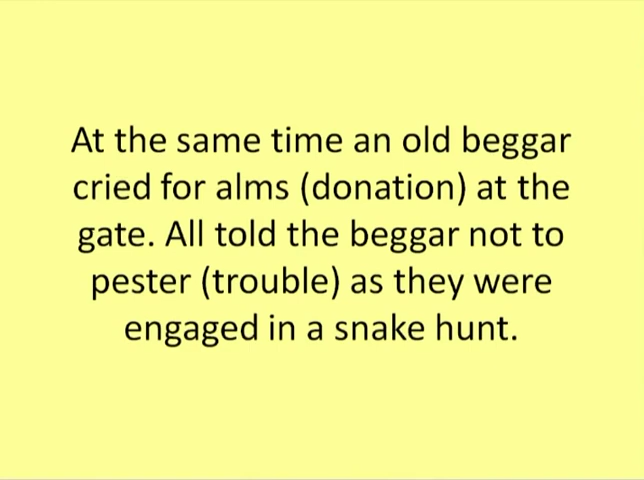 At the same time an old beggar
cried for alms (donation) at the
gate. All told the beggar not to
pester (trouble) as they were
engaged in a snake hunt.